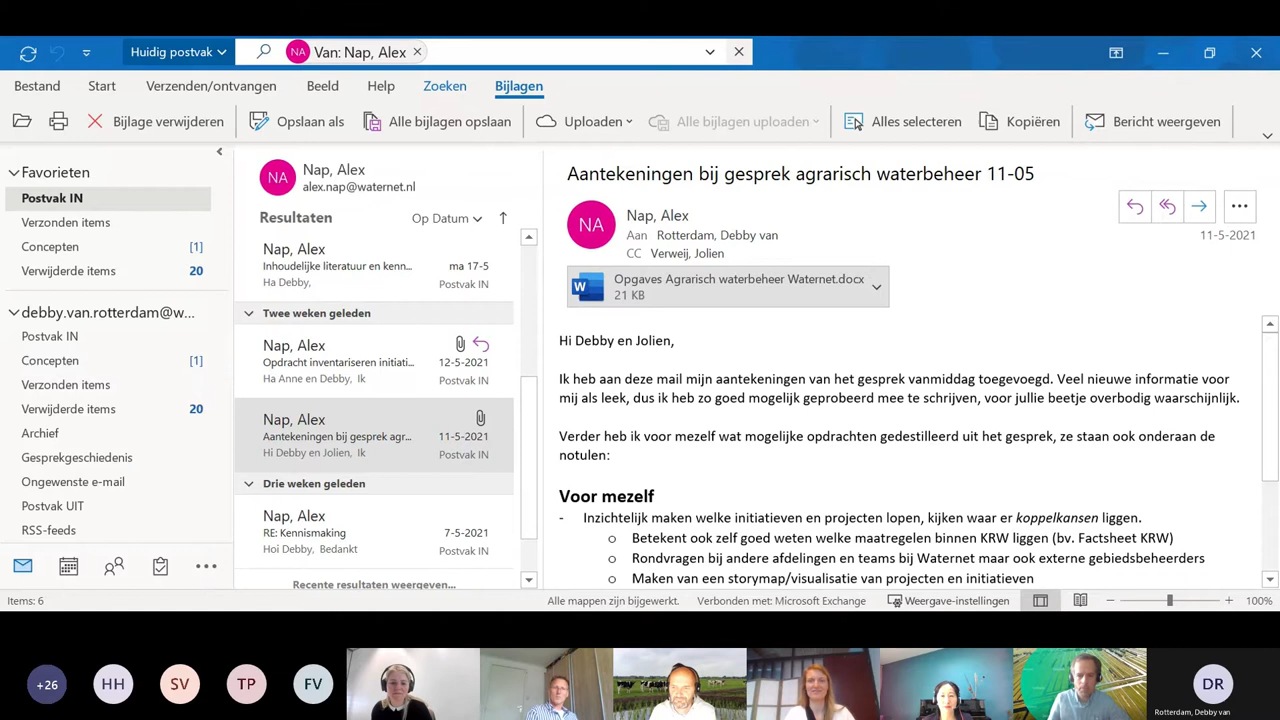 Huidig postvak
NA Van: Nap, Alex
Bestand Start Verzenden/ontvangen Beeld Help Zoeken Bijlagen
Bijlage verwijderen Opslaan als Alle bijlagen opslaan Uploaden Alle bijlagen uploaden Alles selecteren Kopiëren Bericht weergeven
Favorieten
Postvak IN
Verzonden items
Concepten [1]
Verwijderde items 20
debby.van.rotterdam@w...
Postvak IN
Concepten [1]
Verzonden items
Verwijderde items 20
Archief
Gesprekgeschiedenis
Ongewenste e-mail
Postvak UIT
RSS-feeds
NA
Nap, Alex
alex.nap@waternet.nl
Resultaten Op Datum
Nap, Alex
Inhoudelijke literatuur en kenn... ma 17-5
Ha Debby, Postvak IN
Twee weken geleden
Nap, Alex
Opdracht inventariseren initiati... 12-5-2021
Ha Anne en Debby, Ik Postvak IN
Nap, Alex
Aantekeningen bij gesprek agr... 11-5-2021
Hi Debby en Jolien, Ik Postvak IN
Drie weken geleden
Nap, Alex
RE: Kennismaking 7-5-2021
Hoi Debby, Bedankt Postvak IN
Recente resultaten weergeven...
Aantekeningen bij gesprek agrarisch waterbeheer 11-05
NA
Nap, Alex
Aan Rotterdam, Debby van
CC Verweij, Jolien
11-5-2021
W
Opgaves Agrarisch waterbeheer Waternet.docx
21 KB
Hi Debby en Jolien,
Ik heb aan deze mail mijn aantekeningen van het gesprek vanmiddag toegevoegd. Veel nieuwe informatie voor
mij als leek, dus ik heb zo goed mogelijk geprobeerd mee te schrijven, voor jullie beetje overbodig waarschijnlijk.
Verder heb ik voor mezelf wat mogelijke opdrachten gedestilleerd uit het gesprek, ze staan ook onderaan de
notulen:
Voor mezelf
- Inzichtelijk maken welke initiatieven en projecten lopen, kijken waar er koppelkansen liggen.
o Betekent ook zelf goed weten welke maatregelen binnen KRW liggen (bv. Factsheet KRW)
o Rondvragen bij andere afdelingen en teams bij Waternet maar ook externe gebiedsbeheerders
o Maken van een storymap/visualisatie van projecten en initiatieven
Items: 6 Alle mappen zijn bijgewerkt. Verbonden met: Microsoft Exchange Weergave-instellingen 100%
+26 HH SV TP FV DR
Rotterdam, Debby van